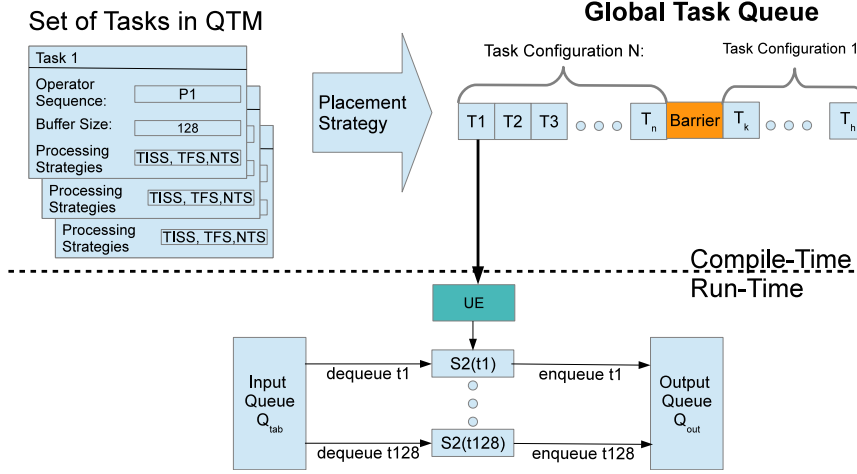 Set of Tasks in QTM
Task 1
Operator
Sequence:
P1
Buffer Size:
128
Processing
Strategies
TISS, TFS,NTS
Processing
Strategies
TISS, TFS,NTS
Processing
Strategies
TISS, TFS,NTS
Placement
Strategy
Global Task Queue
Task Configuration N:
Task Configuration 1
T1
T2
T3
Tn
Barrier
Tk
Th
Compile-Time
Run-Time
UE
Input
Queue
Qtab
dequeue t1
S2(t1)
enqueue t1
dequeue t128
S2(t128)
enqueue t128
Output
Queue
Qout